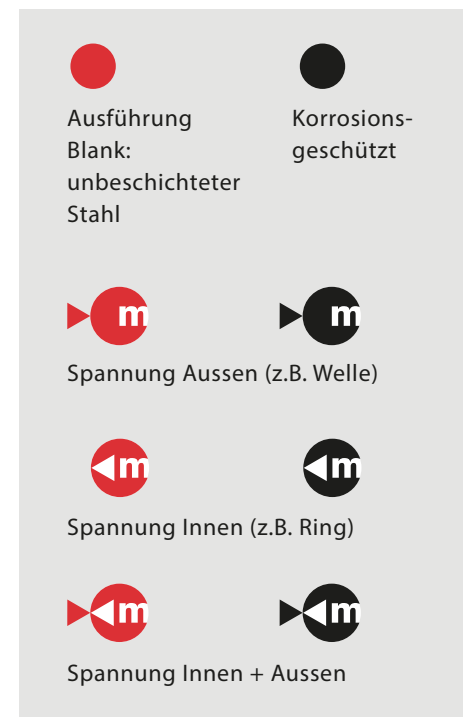 Ausführung
Blank:
unbeschichteter
Stahl
Korrosions-
geschützt
m m
Spannung Aussen (z.B. Welle)
m m
Spannung Innen (z.B. Ring)
m m
Spannung Innen + Aussen